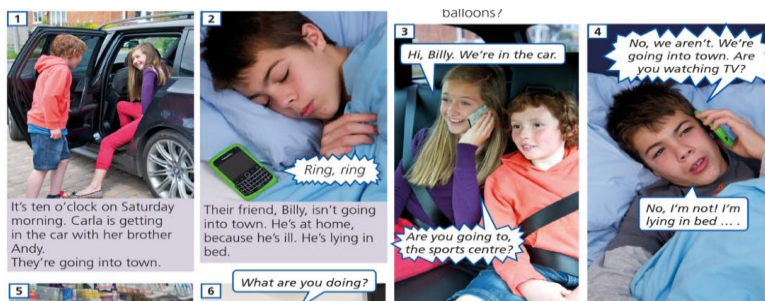 balloons?
1
It's ten o'clock on Saturday
morning. Carla is getting
in the car with her brother
Andy.
They're going into town.
2
Ring, ring
Their friend, Billy, isn't going
into town. He's at home,
because he's ill. He's lying in
bed.
3
Hi, Billy. We're in the car.
Are you going to,
the sports centre?
4
No, we aren't. We're
going into town. Are
you watching TV?
No, I'm not! I'm
lying in bed ... .
5
6
What are you doing?